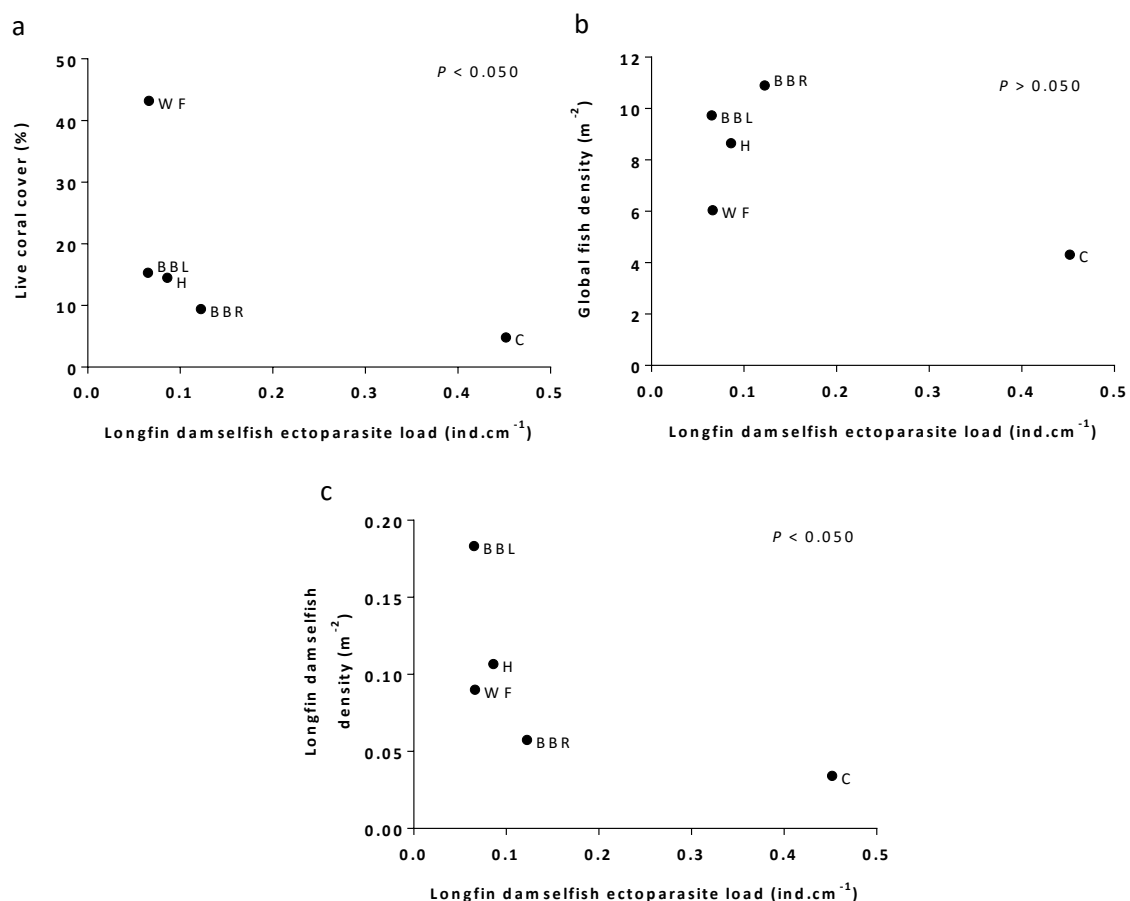 a
50
40
30
20
10
0
Live coral cover (%)
P < 0.050
WF
BBL
H
BBR
C
0.0 0.1 0.2 0.3 0.4 0.5
Longfin damselfish ectoparasite load (ind.cm⁻¹)
b
12
10
8
6
4
2
0
Global fish density (m⁻²)
P > 0.050
BBR
BBL
H
WF
C
0.0 0.1 0.2 0.3 0.4 0.5
Longfin damselfish ectoparasite load (ind.cm⁻¹)
c
0.20
0.15
0.10
0.05
0.00
Longfin damselfish
density (m⁻²)
P < 0.050
BBL
H
WF
BBR
C
0.0 0.1 0.2 0.3 0.4 0.5
Longfin damselfish ectoparasite load (ind.cm⁻¹)